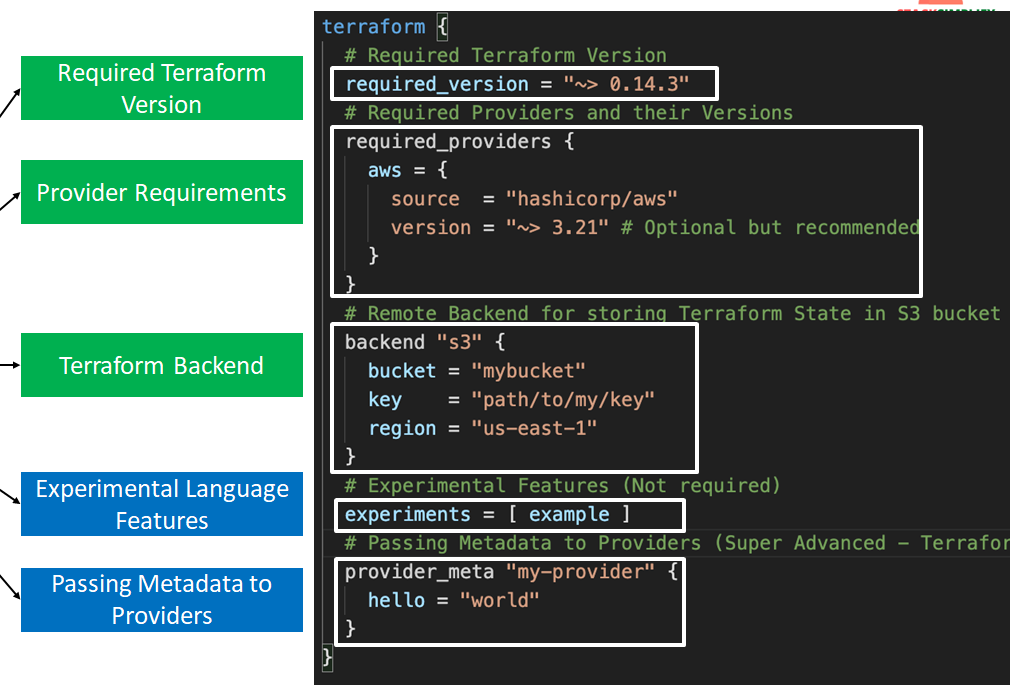 Required Terraform
Version
Provider Requirements
Terraform Backend
Experimental Language
Features
Passing Metadata to
Providers
terraform {
# Required Terraform Version
required_version = "~> 0.14.3"
# Required Providers and their Versions
required_providers {
aws = {
source = "hashicorp/aws"
version = "~> 3.21" # Optional but recommended
}
}
# Remote Backend for storing Terraform State in S3 bucket
backend "s3" {
bucket = "mybucket"
key = "path/to/my/key"
region = "us-east-1"
}
# Experimental Features (Not required)
experiments = [ example ]
# Passing Metadata to Providers (Super Advanced - Terrafor
provider_meta "my-provider" {
hello = "world"
}
}